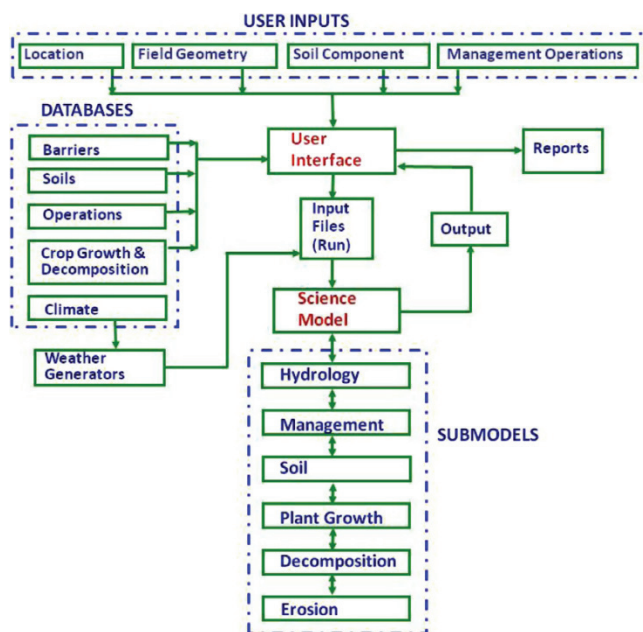 USER INPUTS
Location
Field Geometry
Soil Component
Management Operations
DATABASES
Barriers
Soils
Operations
Crop Growth &
Decomposition
Climate
User
Interface
Reports
Input
Files
(Run)
Output
Science
Model
Weather
Generators
Hydrology
Management
SUBMODELS
Soil
Plant Growth
Decomposition
Erosion